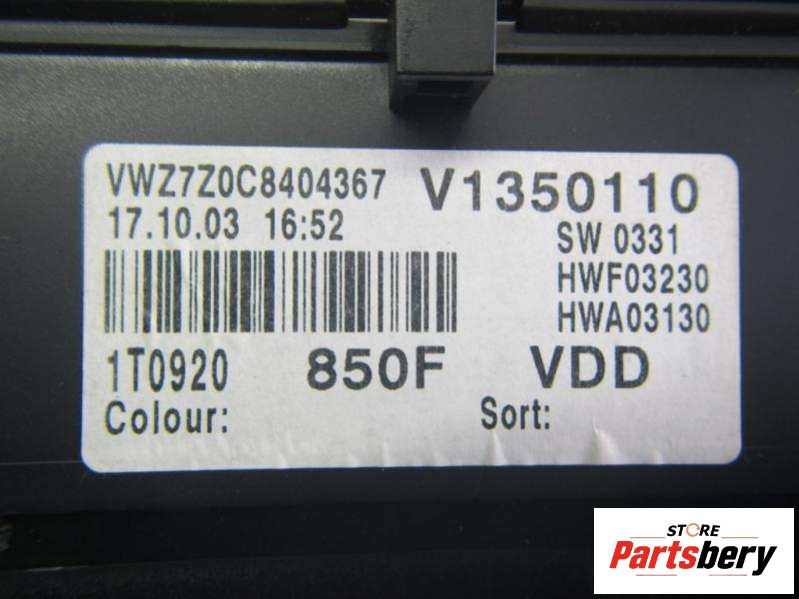 VWZ7Z0C8404367 V1350110
17.10.03 16:52 SW 0331
HWF03230
HWA03130
1T0920 850F VDD
Colour: Sort:
STORE
Partsbery